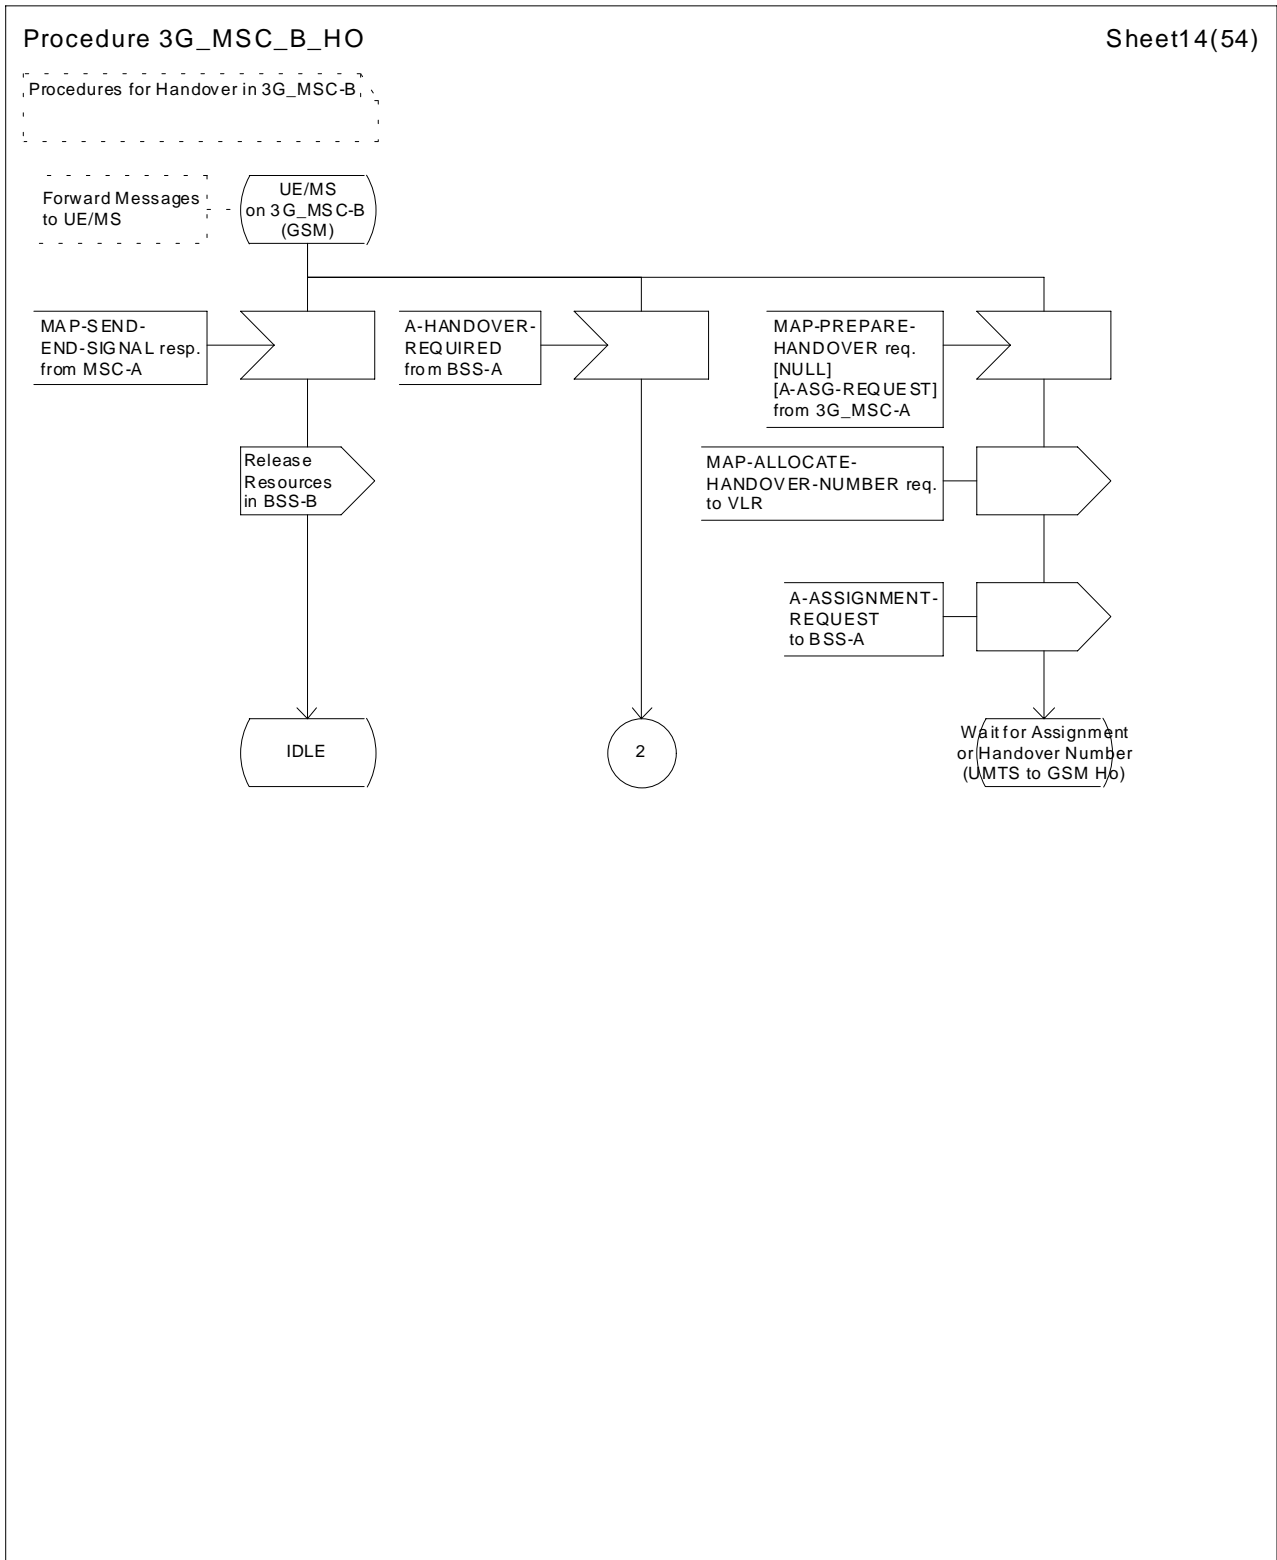 Procedure 3G_MSC_B_HO
Sheet14(54)
Procedures for Handover in 3G_MSC-B
Forward Messages
to UE/MS
UE/MS
on 3G_MSC-B
(GSM)
MAP-SEND-
END-SIGNAL resp.
from MSC-A
A-HANDOVER-
REQUIRED
from BSS-A
MAP-PREPARE-
HANDOVER req.
[NULL]
[A-ASG-REQUEST]
from 3G_MSC-A
Release
Resources
in BSS-B
MAP-ALLOCATE-
HANDOVER-NUMBER req.
to VLR
A-ASSIGNMENT-
REQUEST
to BSS-A
IDLE
2
Wait for Assignment
or Handover Number
(UMTS to GSM Ho)